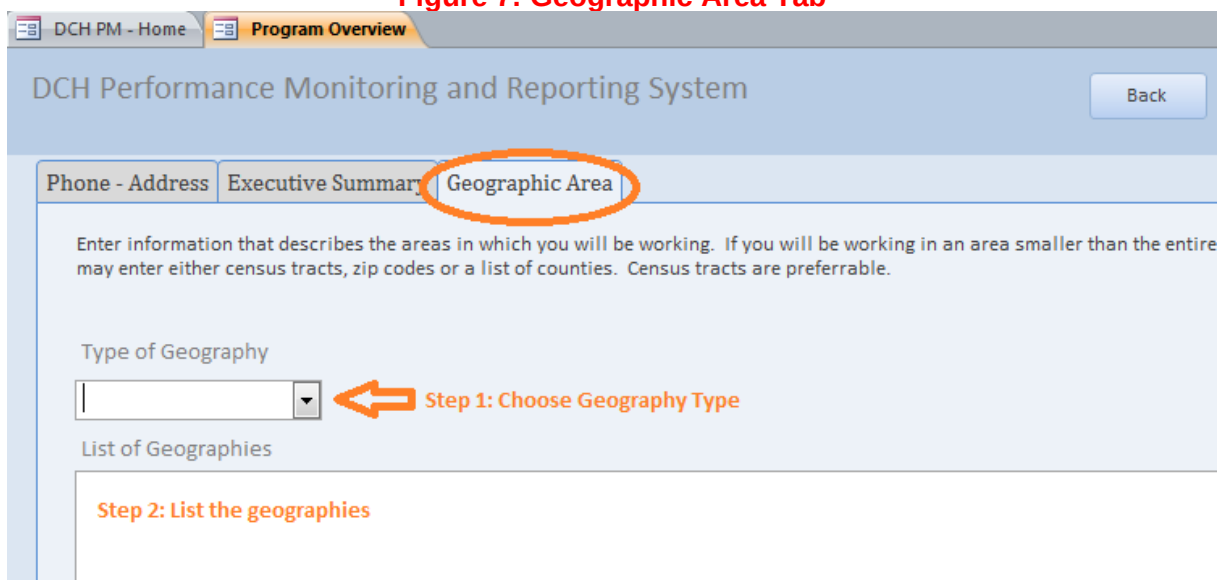 Figure 7: Geographic Area Tab
DCH PM - Home
Program Overview
DCH Performance Monitoring and Reporting System
Back
Phone - Address
Executive Summary
Geographic Area
Enter information that describes the areas in which you will be working. If you will be working in an area smaller than the entire
may enter either census tracts, zip codes or a list of counties. Census tracts are preferrable.
Type of Geography
Step 1: Choose Geography Type
List of Geographies
Step 2: List the geographies